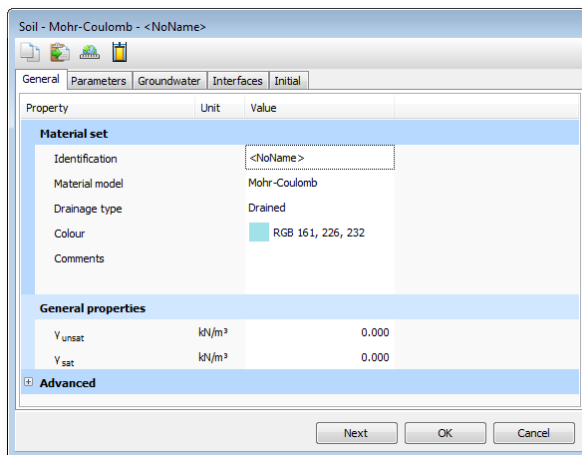 Soil - Mohr-Coulomb - <NoName>
General Parameters Groundwater Interfaces Initial
Property Unit Value
Material set
Identification <NoName>
Material model Mohr-Coulomb
Drainage type Drained
Colour RGB 161, 226, 232
Comments
General properties
γ unsat kN/m³ 0.000
γ sat kN/m³ 0.000
Advanced
Next OK Cancel